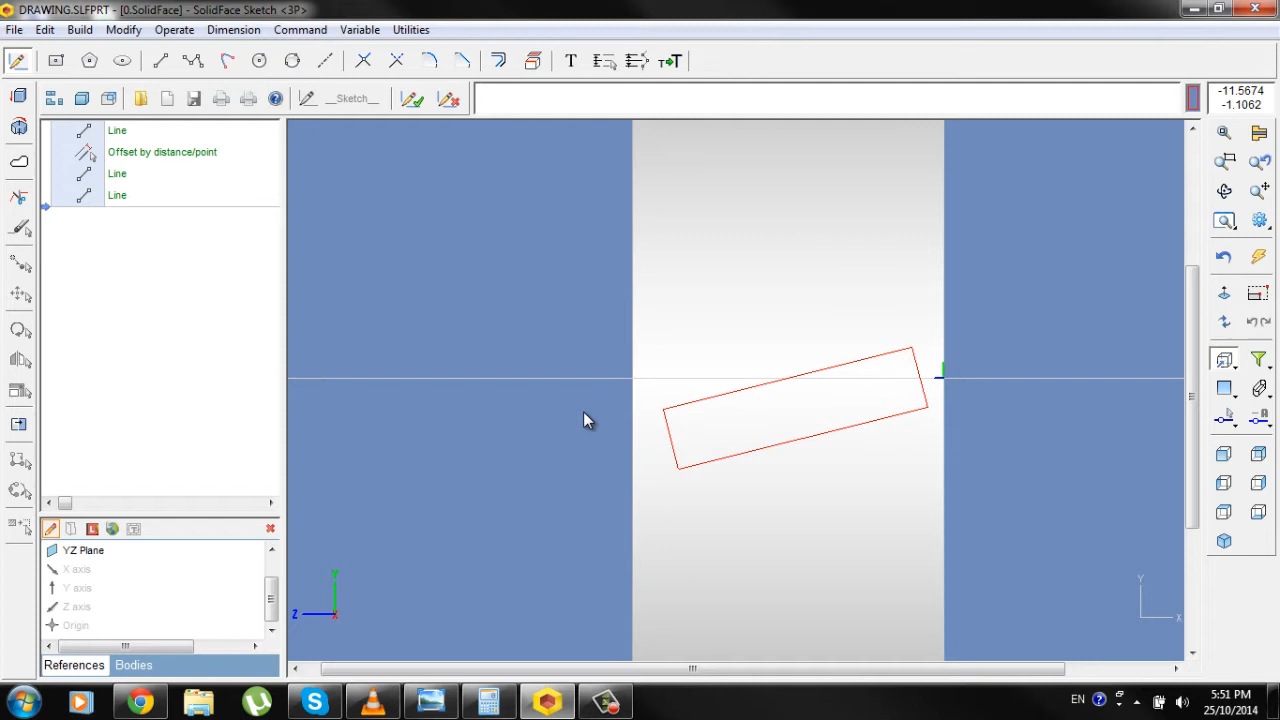 DRAWING.SLFPRT - [0.SolidFace] - SolidFace Sketch <3P>
File Edit Build Modify Operate Dimension Command Variable Utilities
T T
__Sketch__
-11.5674
-1.1062
Line
Offset by distance/point
Line
Line
YZ Plane
X axis
Y axis
Z axis
Origin
References Bodies
Y
Z X
Y
X
EN
5:51 PM
25/10/2014